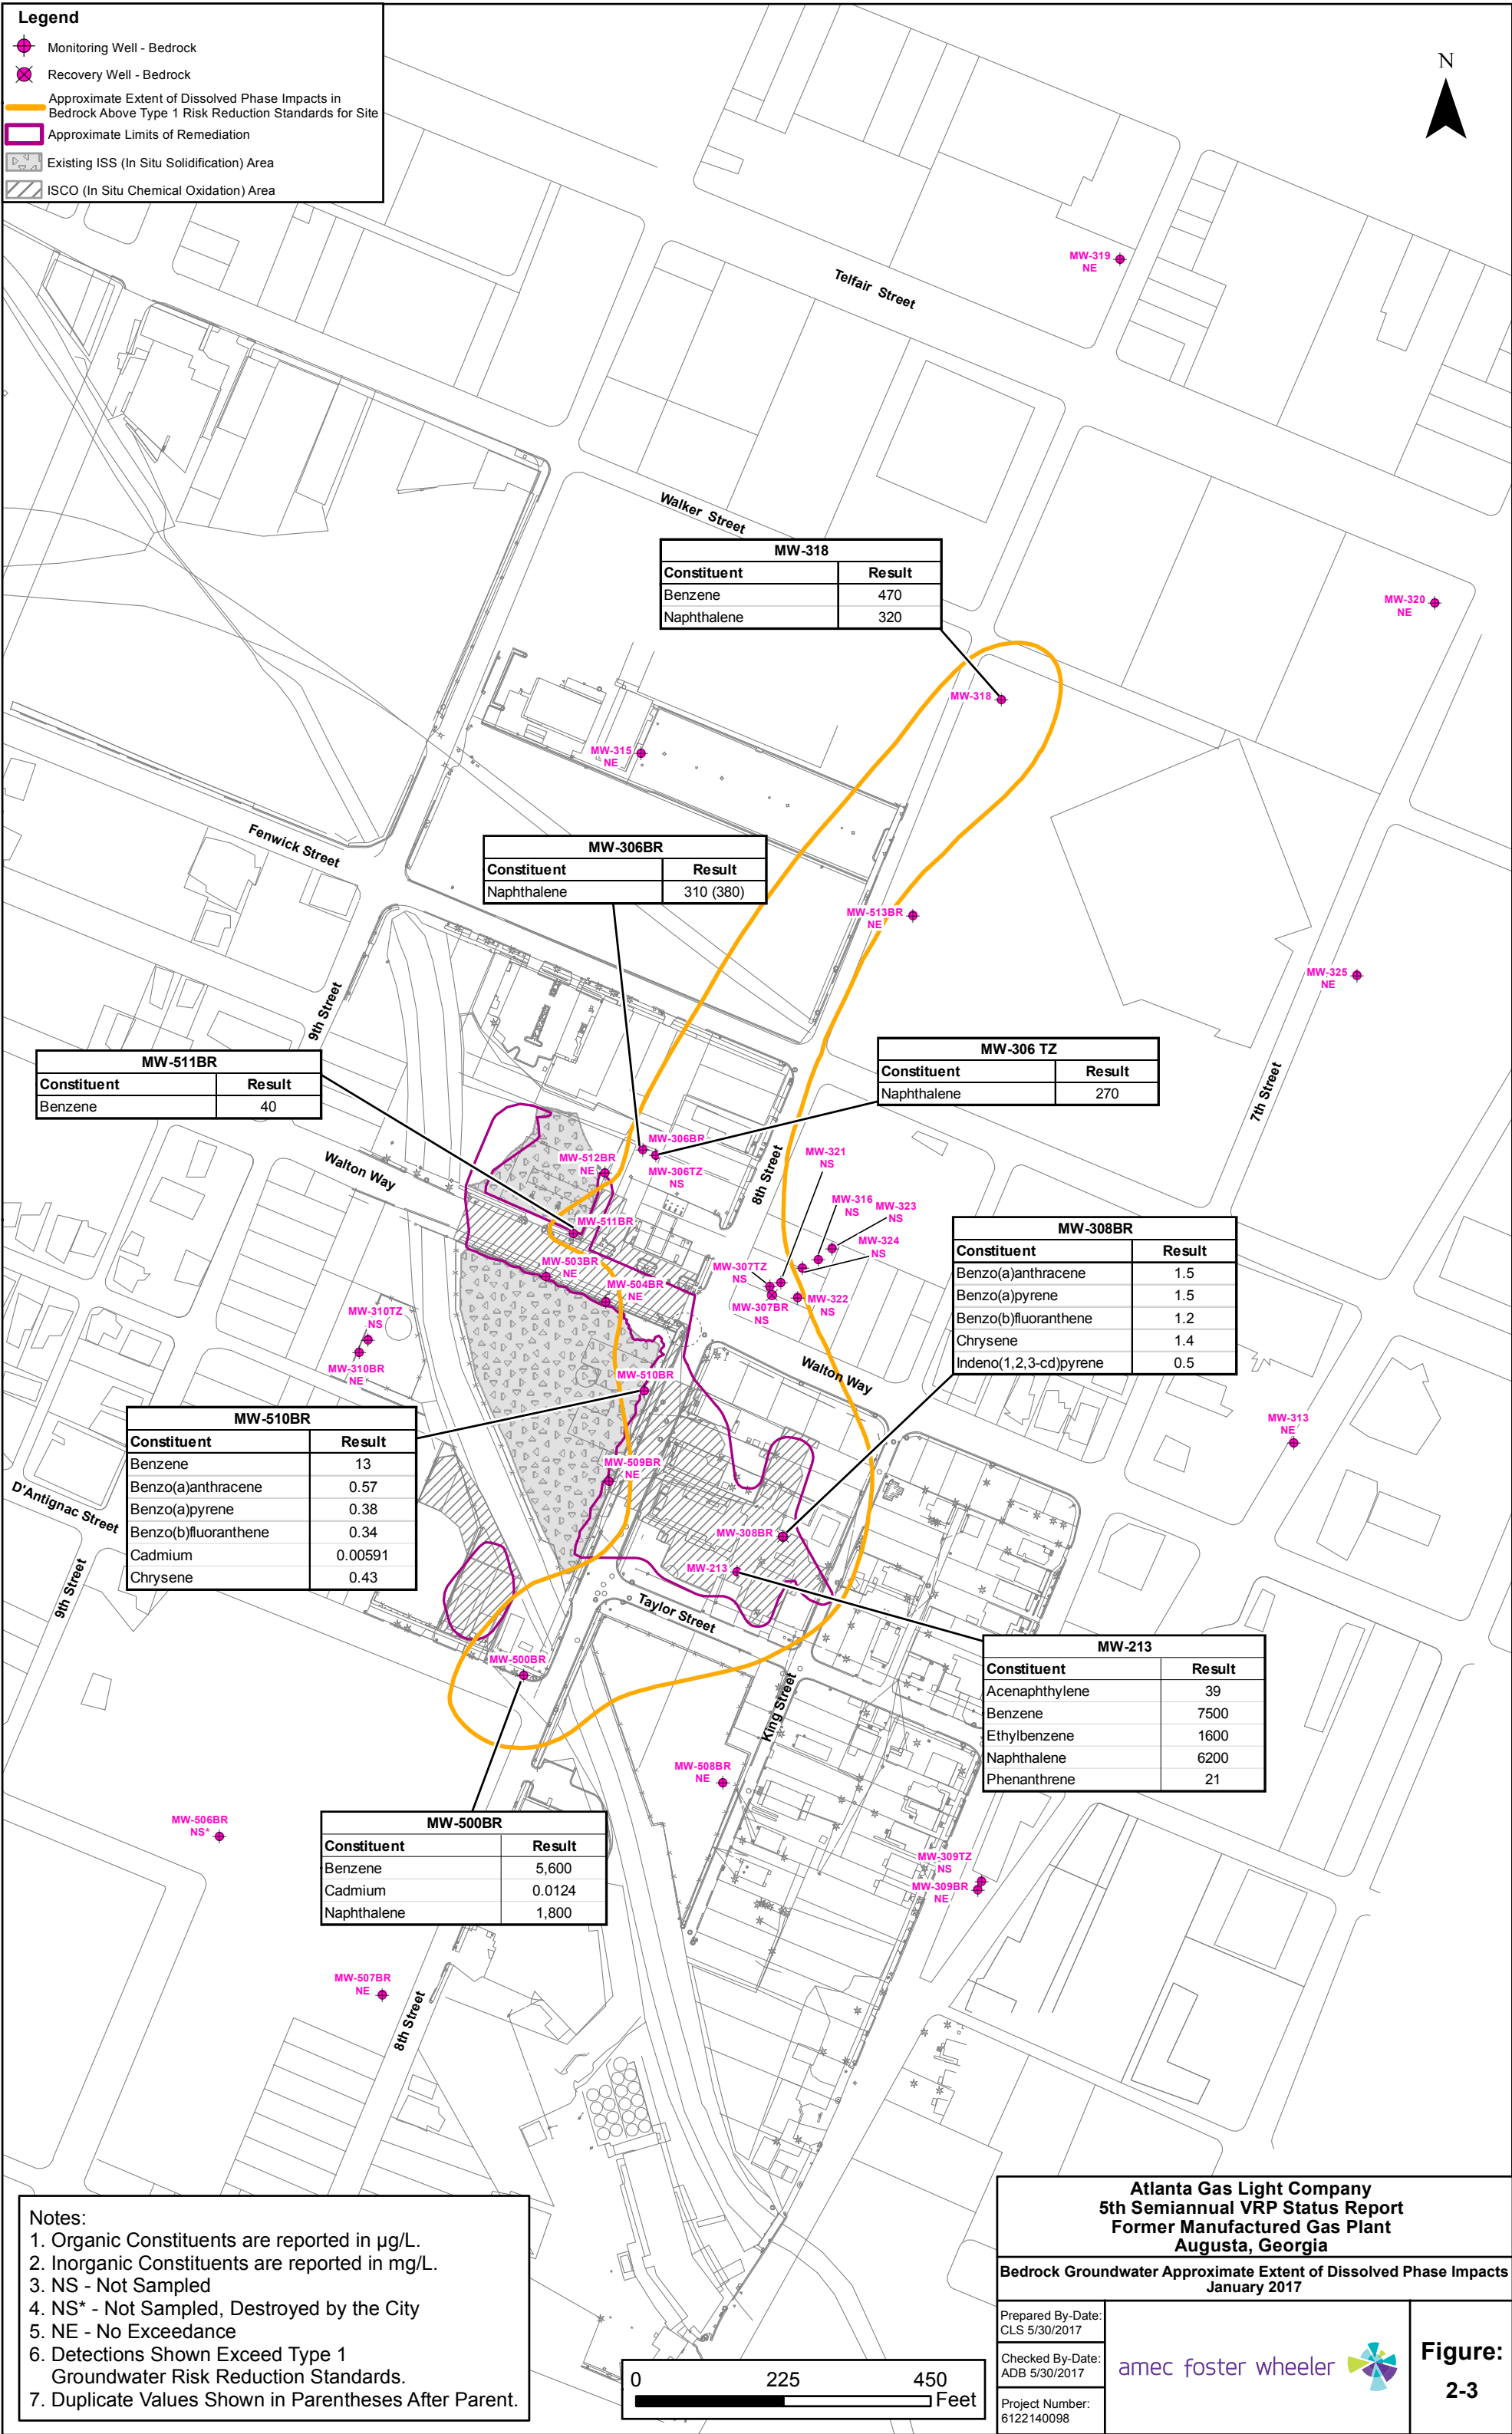 Legend
Monitoring Well - Bedrock
Recovery Well - Bedrock
Approximate Extent of Dissolved Phase Impacts in
Bedrock Above Type 1 Risk Reduction Standards for Site
Approximate Limits of Remediation
Existing ISS (In Situ Solidification) Area
ISCO (In Situ Chemical Oxidation) Area
N
MW-319
NE
Telfair Street
Walker Street
MW-318
Constituent Result
Benzene 470
Naphthalene 320
MW-320
NE
MW-318
MW-315
NE
Fenwick Street
MW-306BR
Constituent Result
Naphthalene 310 (380)
MW-513BR
NE
MW-325
NE
9th Street
MW-511BR
Constituent Result
Benzene 40
MW-306 TZ
Constituent Result
Naphthalene 270
7th Street
MW-306BR
MW-306TZ
NS
MW-512BR
NE
8th Street
MW-321
NS
Walton Way
MW-316
NS
MW-323
NS
MW-324
NS
MW-511BR
MW-503BR
NE
MW-504BR
NE
MW-307TZ
NS
MW-307BR
NS
MW-322
NS
MW-308BR
Constituent Result
Benzo(a)anthracene 1.5
Benzo(a)pyrene 1.5
Benzo(b)fluoranthene 1.2
Chrysene 1.4
Indeno(1,2,3-cd)pyrene 0.5
MW-310TZ
NS
MW-310BR
NE
Walton Way
MW-510BR
MW-313
NE
MW-510BR
Constituent Result
Benzene 13
Benzo(a)anthracene 0.57
Benzo(a)pyrene 0.38
Benzo(b)fluoranthene 0.34
Cadmium 0.00591
Chrysene 0.43
MW-509BR
NE
D'Antignac Street
9th Street
MW-308BR
MW-213
Taylor Street
MW-500BR
MW-213
Constituent Result
Acenaphthylene 39
Benzene 7500
Ethylbenzene 1600
Naphthalene 6200
Phenanthrene 21
King Street
MW-508BR
NE
MW-506BR
NS*
MW-500BR
Constituent Result
Benzene 5,600
Cadmium 0.0124
Naphthalene 1,800
MW-309TZ
NS
MW-309BR
NE
MW-507BR
NE
8th Street
Notes:
1. Organic Constituents are reported in µg/L.
2. Inorganic Constituents are reported in mg/L.
3. NS - Not Sampled
4. NS* - Not Sampled, Destroyed by the City
5. NE - No Exceedance
6. Detections Shown Exceed Type 1
Groundwater Risk Reduction Standards.
7. Duplicate Values Shown in Parentheses After Parent.
0 225 450
Feet
Atlanta Gas Light Company
5th Semiannual VRP Status Report
Former Manufactured Gas Plant
Augusta, Georgia
Bedrock Groundwater Approximate Extent of Dissolved Phase Impacts
January 2017
Prepared By-Date:
CLS 5/30/2017
Checked By-Date:
ADB 5/30/2017
Project Number:
6122140098
amec foster wheeler
Figure:
2-3